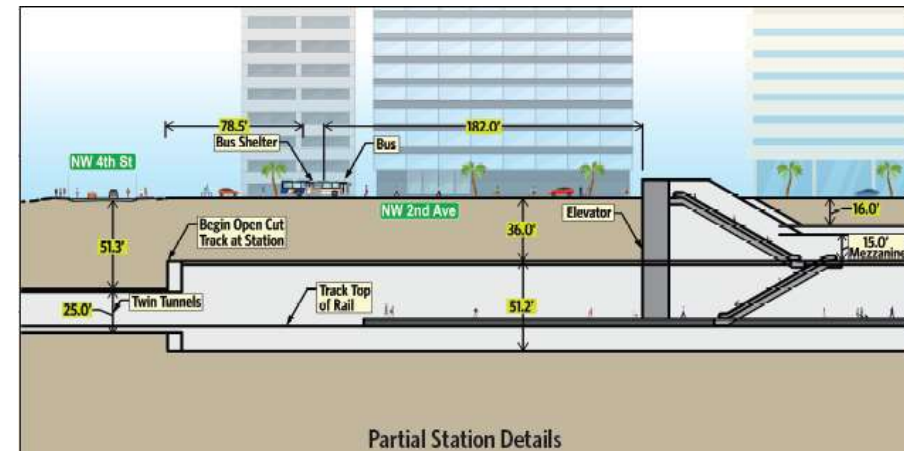 78.5'
182.0'
Bus Shelter
Bus
NW 4th St
NW 2nd Ave
Elevator
16.0'
Begin Open Cut
Track at Station
51.3'
36.0'
15.0'
Mezzanine
25.0'
Twin Tunnels
Track Top
of Rail
51.2'
Partial Station Details